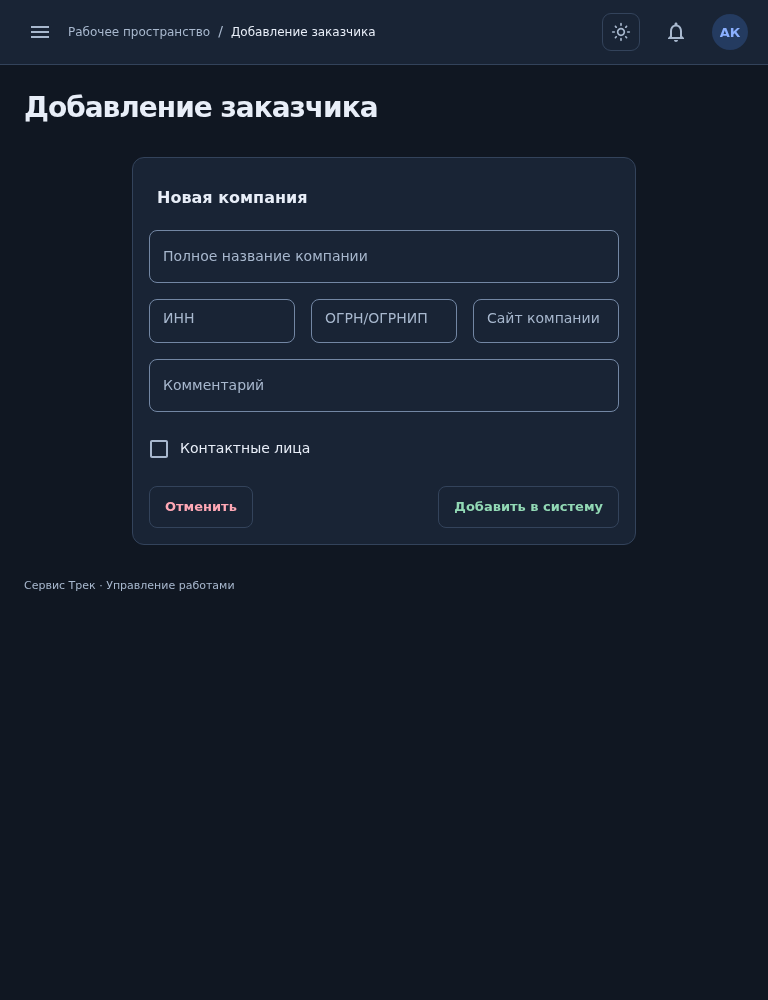 Рабочее пространство / Добавление заказчика
АК
Добавление заказчика
Новая компания
Полное название компании
ИНН
ОГРН/ОГРНИП
Сайт компании
Комментарий
Контактные лица
Отменить
Добавить в систему
Сервис Трек · Управление работами